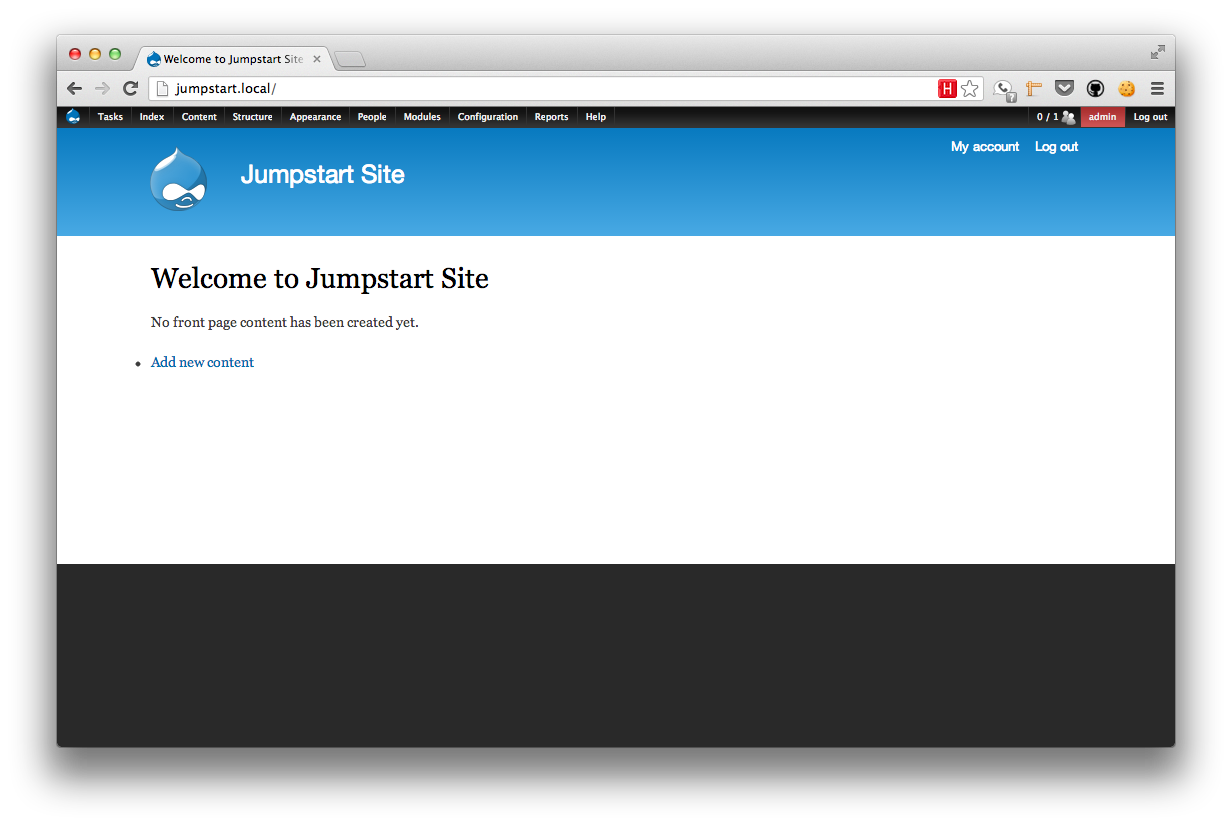 Welcome to Jumpstart Site
jumpstart.local/
H
?
Tasks Index Content Structure Appearance People Modules Configuration Reports Help 0 / 1 admin Log out
My account Log out
Jumpstart Site
Welcome to Jumpstart Site
No front page content has been created yet.
Add new content